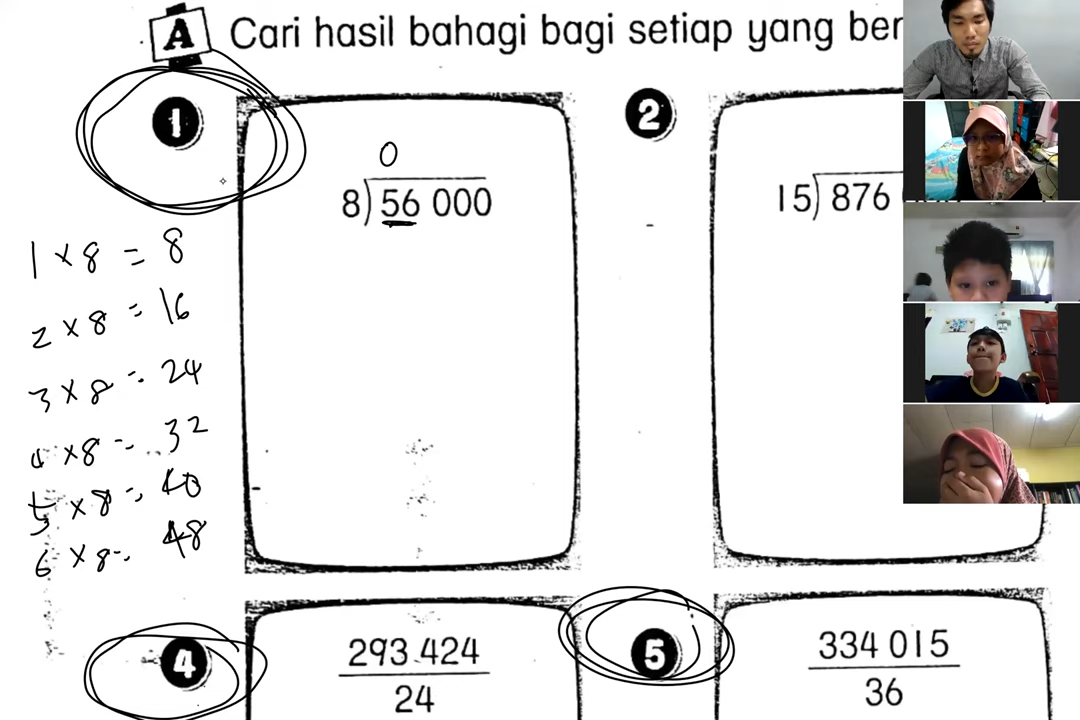 A Cari hasil bahagi bagi setiap yang ber
1
0
8 56 000
2
15 876
1 × 8 = 8
2 × 8 = 16
3 × 8 = 24
4 × 8 = 32
5 × 8 = 40
6 × 8 = 48
4
293 424
24
5
334 015
36